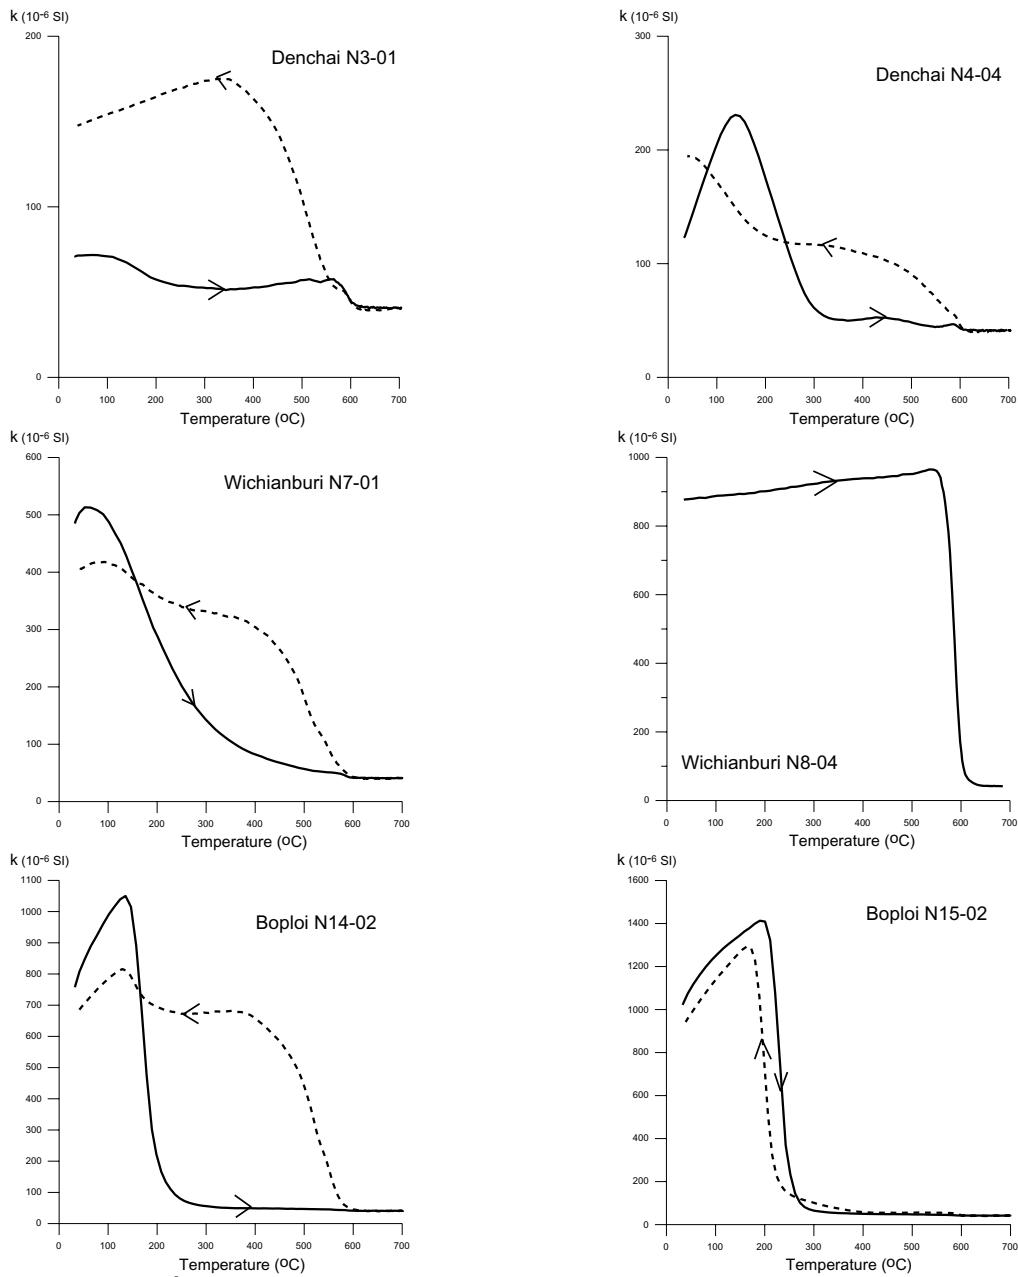 k (10-6 SI)
200
Denchai N3-01
100
0
0 100 200 300 400 500 600 700
Temperature (oC)
k (10-6 SI)
300
Denchai N4-04
200
100
0
0 100 200 300 400 500 600 700
Temperature (oC)
k (10-6 SI)
600
Wichianburi N7-01
500
400
300
200
100
0
0 100 200 300 400 500 600 700
Temperature (oC)
k (10-6 SI)
1000
800
600
400
200
Wichianburi N8-04
0
0 100 200 300 400 500 600 700
Temperature (oC)
k (10-6 SI)
1100
1000
Boploi N14-02
900
800
700
600
500
400
300
200
100
0
0 100 200 300 400 500 600 700
Temperature (oC)
k (10-6 SI)
1600
Boploi N15-02
1400
1200
1000
800
600
400
200
0
0 100 200 300 400 500 600 700
Temperature (oC)